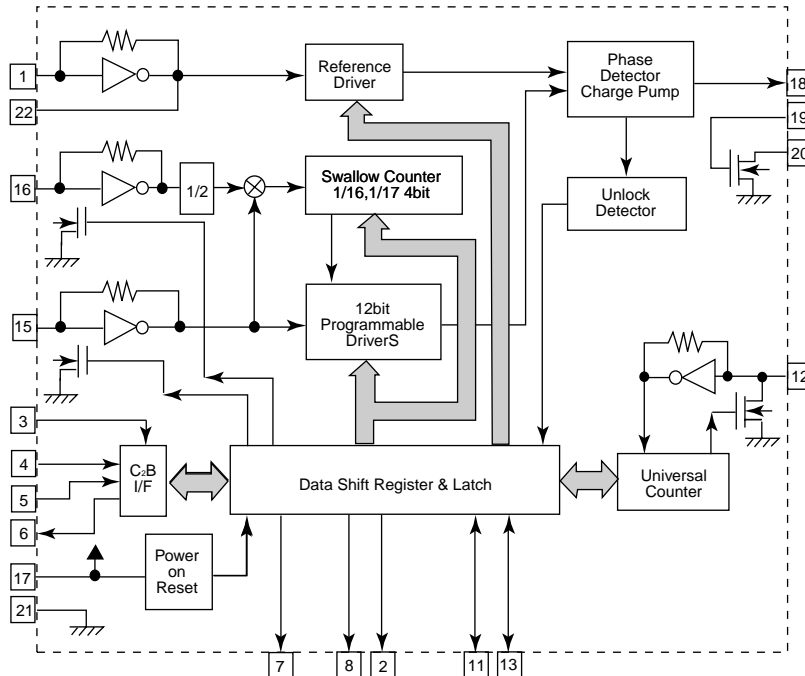 1
22
16
15
3
4
5
6
17
21
Reference
Driver
Phase
Detector
Charge Pump
18
19
20
1/2
Swallow Counter
1/16,1/17 4bit
Unlock
Detector
12bit
Programmable
DriverS
12
C2B
I/F
Data Shift Register & Latch
Universal
Counter
Power
on
Reset
7
8
2
11
13